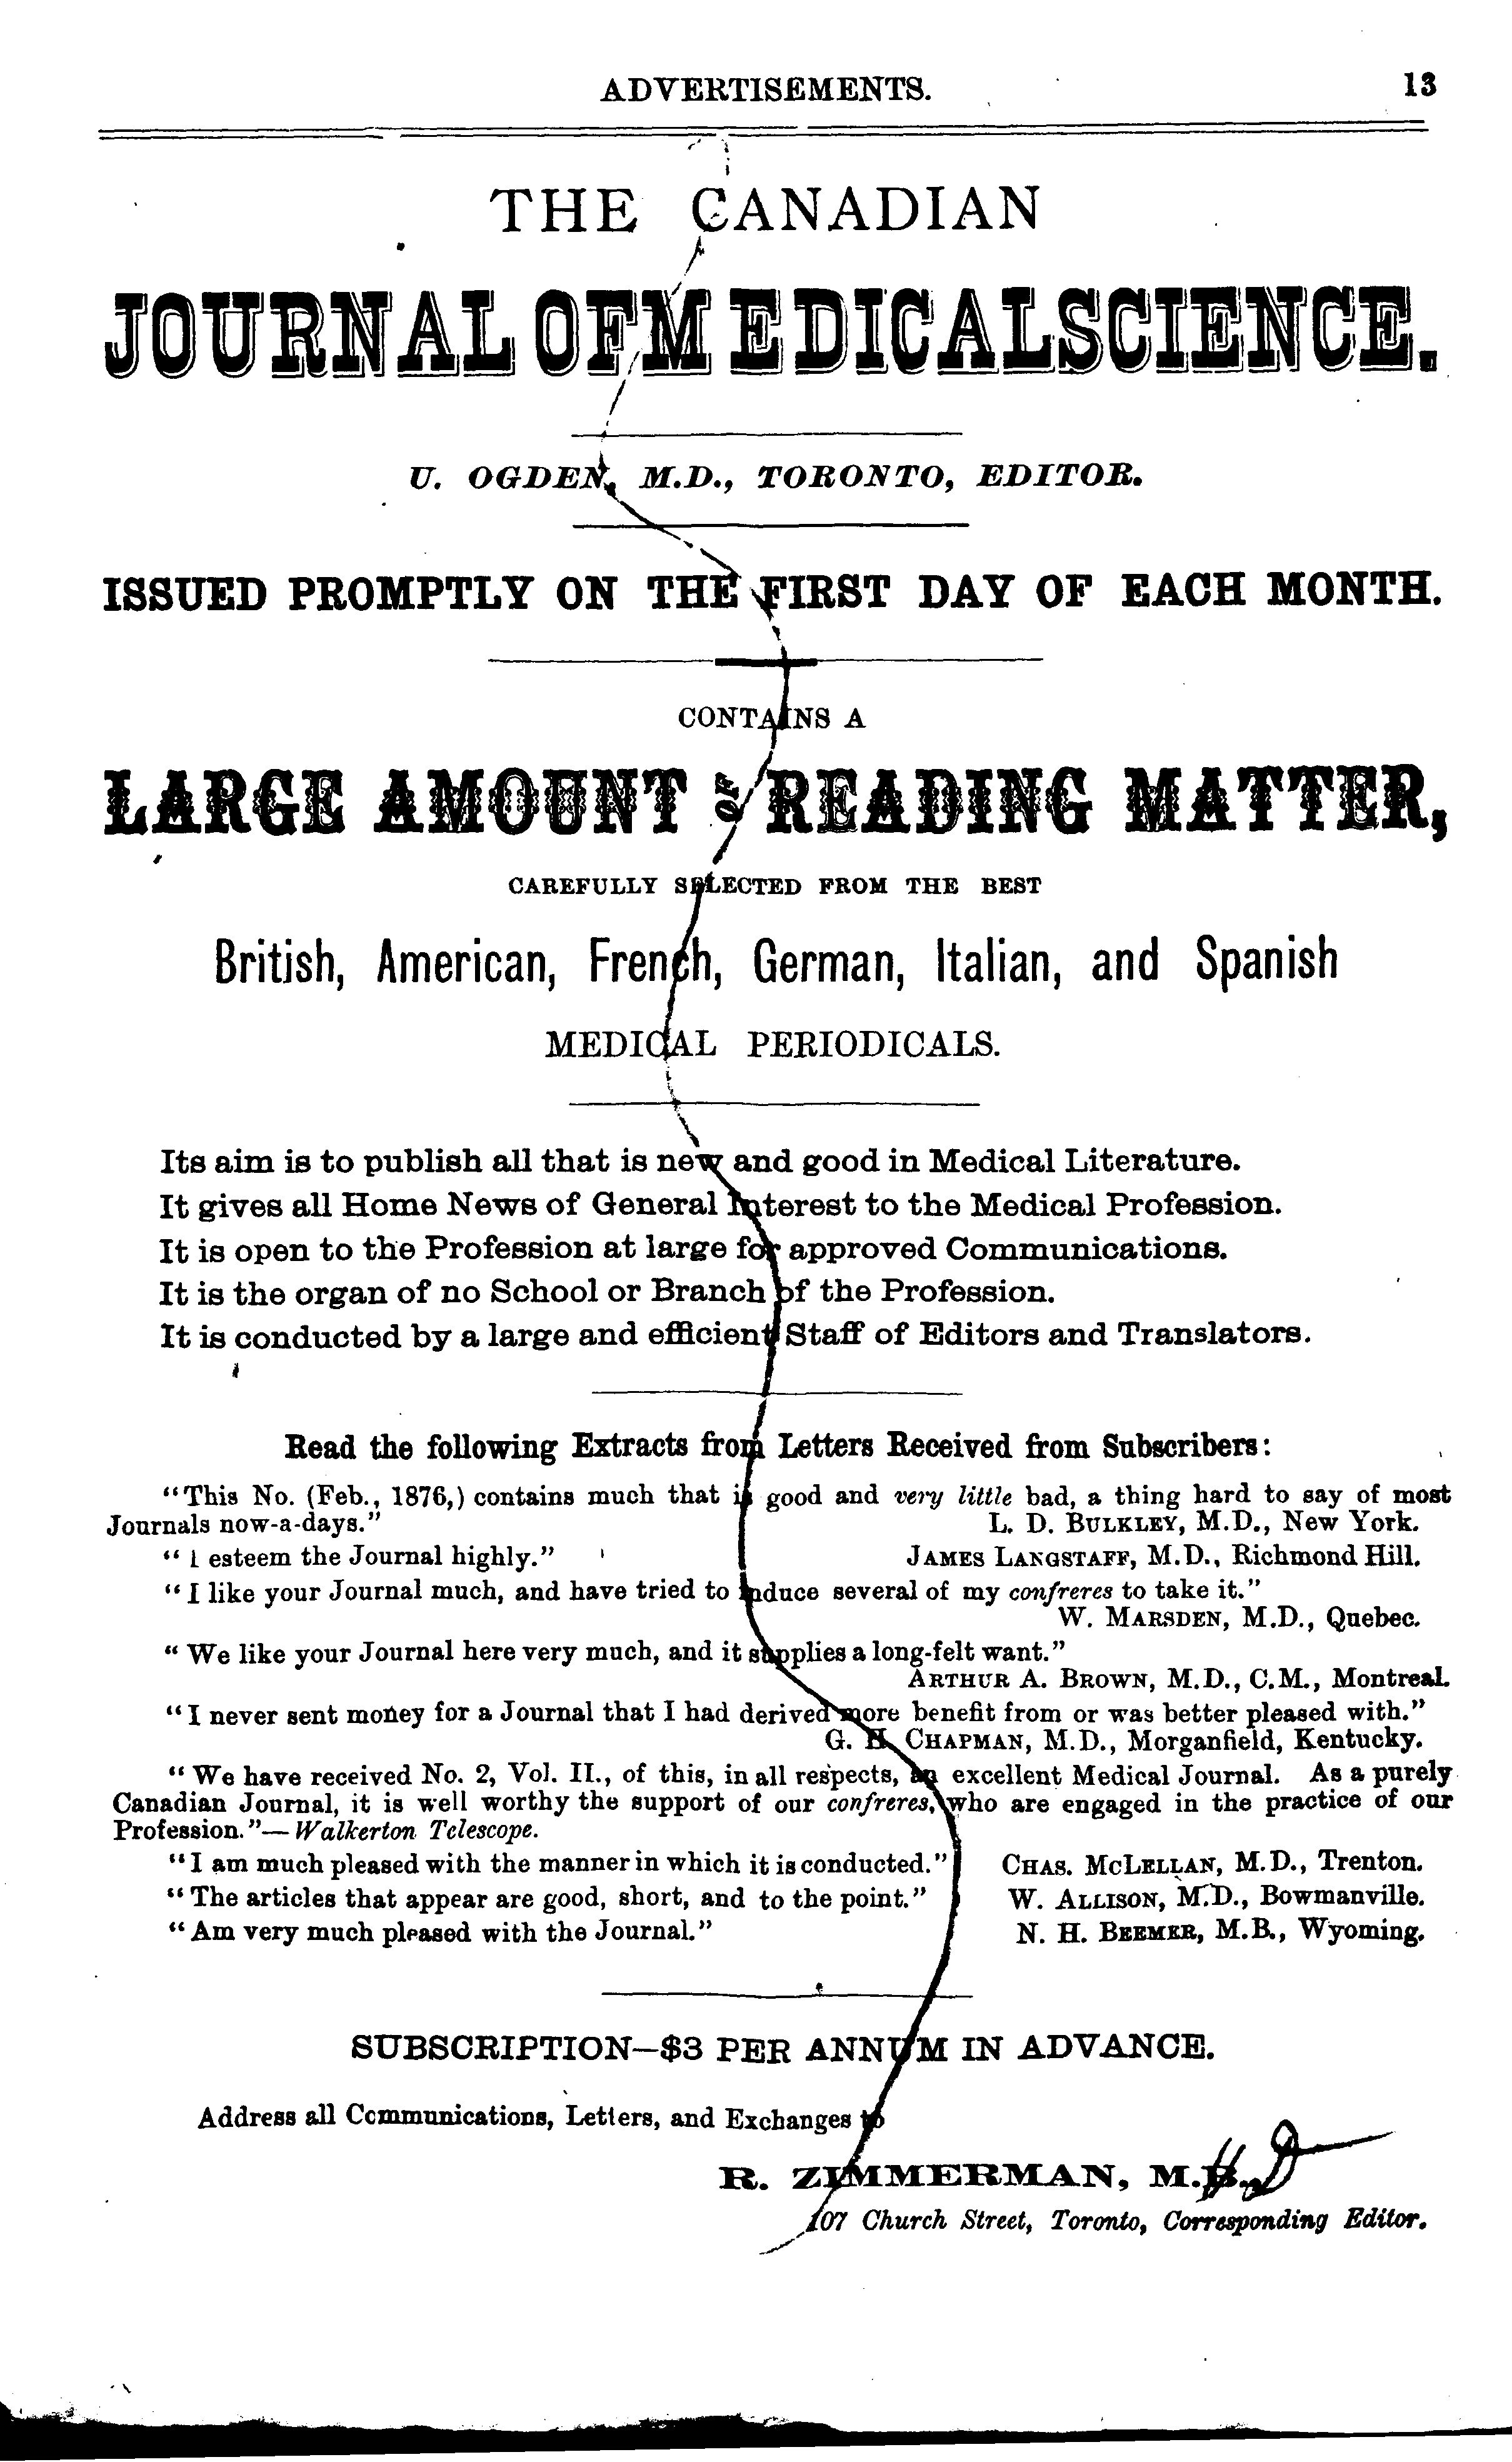 ADVERTISEMENTS. 13
THE CANADIAN
JOURNAL OF MEDICAL SCIENCE.
U. OGDEN, M.D., TORONTO, EDITOR.
ISSUED PROMPTLY ON THE FIRST DAY OF EACH MONTH.
CONTAINS A
LARGE AMOUNT OF READING MATTER,
CAREFULLY SELECTED FROM THE BEST
British, American, French, German, Italian, and Spanish
MEDICAL PERIODICALS.
Its aim is to publish all that is new and good in Medical Literature.
It gives all Home News of General Interest to the Medical Profession.
It is open to the Profession at large for approved Communications.
It is the organ of no School or Branch of the Profession.
It is conducted by a large and efficient Staff of Editors and Translators.
Read the following Extracts from Letters Received from Subscribers:
"This No. (Feb., 1876,) contains much that is good and very little bad, a thing hard to say of most
Journals now-a-days." L. D. BULKLEY, M.D., New York.
"I esteem the Journal highly." JAMES LANGSTAFF, M.D., Richmond Hill.
"I like your Journal much, and have tried to induce several of my confreres to take it."
W. MARSDEN, M.D., Quebec.
"We like your Journal here very much, and it supplies a long-felt want."
ARTHUR A. BROWN, M.D., C.M., Montreal.
"I never sent money for a Journal that I had derived more benefit from or was better pleased with."
G. H. CHAPMAN, M.D., Morganfield, Kentucky.
"We have received No. 2, Vol. II., of this, in all respects, an excellent Medical Journal. As a purely
Canadian Journal, it is well worthy the support of our confreres, who are engaged in the practice of our
Profession."—Walkerton Telescope.
"I am much pleased with the manner in which it is conducted." CHAS. MCLELLAN, M.D., Trenton.
"The articles that appear are good, short, and to the point." W. ALLISON, M.D., Bowmanville.
"Am very much pleased with the Journal." N. H. BEEMER, M.B., Wyoming.
SUBSCRIPTION—$3 PER ANNUM IN ADVANCE.
Address all Communications, Letters, and Exchanges to
R. ZIMMERMAN, M.B.,
107 Church Street, Toronto, Corresponding Editor.